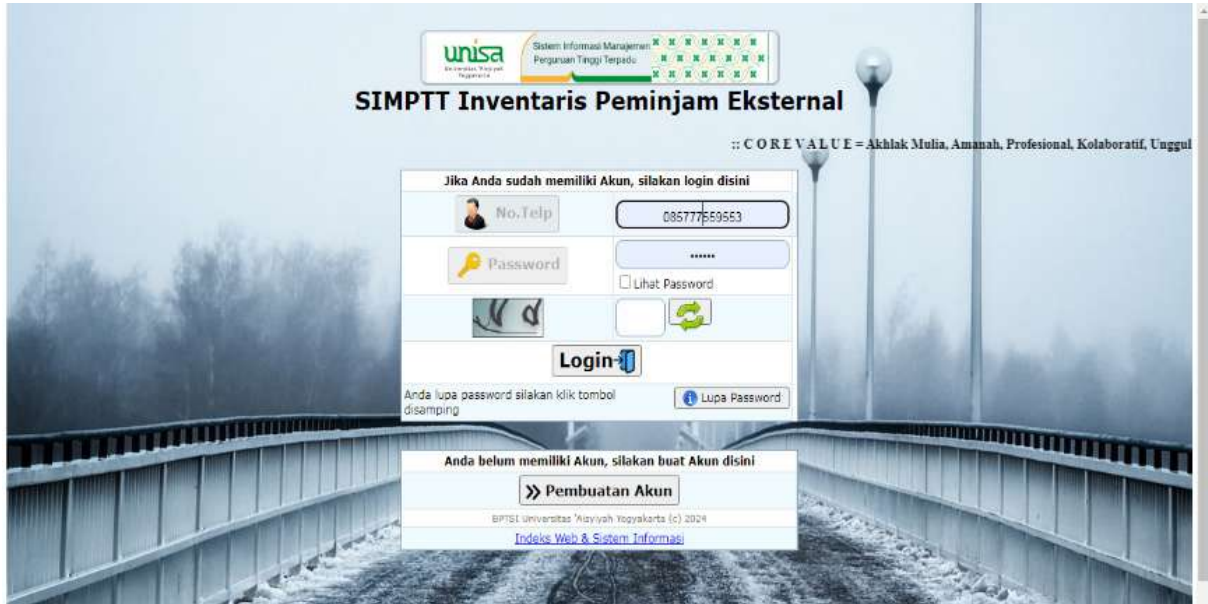 unisa
Universitas 'Aisyiyah
Yogyakarta
Sistem Informasi Manajemen
Perguruan Tinggi Terpadu
SIMPTT Inventaris Peminjam Eksternal
:: C O R E V A L U E = Akhlak Mulia, Amanah, Profesional, Kolaboratif, Unggul
Jika Anda sudah memiliki Akun, silakan login disini
No.Telp
085777559553
Password
••••••
Lihat Password
Login
Anda lupa password silakan klik tombol
disamping
Lupa Password
Anda belum memiliki Akun, silakan buat Akun disini
Pembuatan Akun
BPTSI Universitas 'Aisyiyah Yogyakarta (c) 2024
Indeks Web & Sistem Informasi